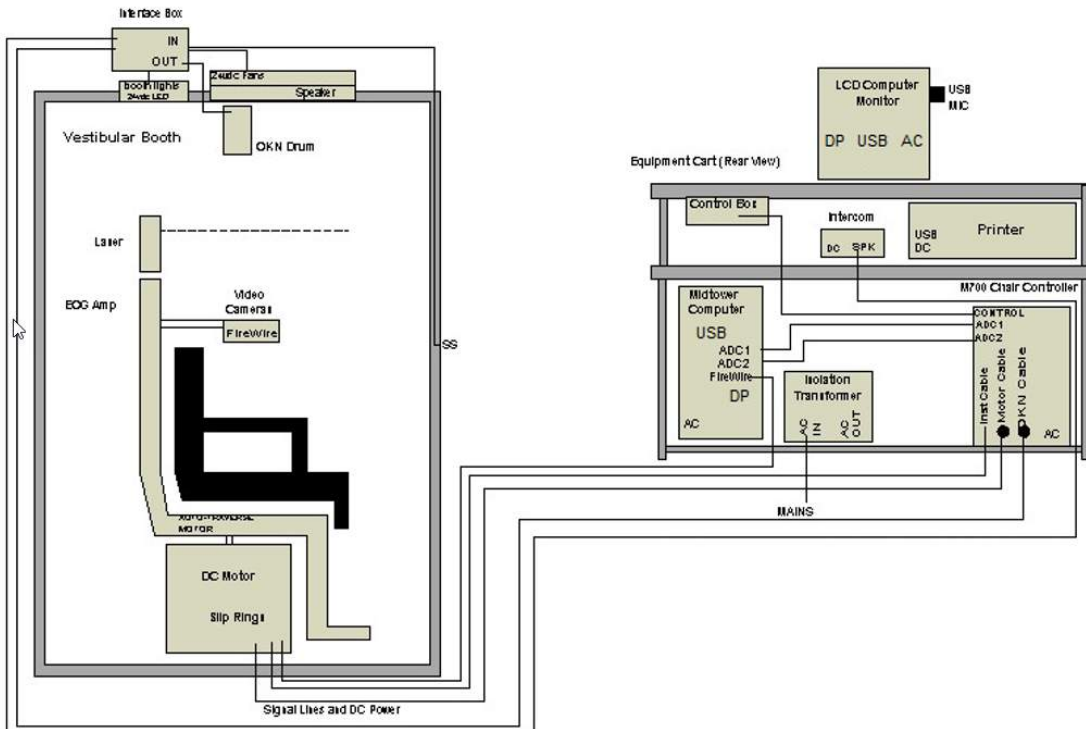 Interface Box
IN
OUT
booth lights
24vdc LED
24vdc Fans
Speaker
Vestibular Booth
OKN Drum
Laser
EOG Amp
Video
Cameras
FireWire
SS
AUTO-TRAVERSE
MOTOR
DC Motor
Slip Rings
Signal Lines and DC Power
LCD Computer
Monitor
DP USB AC
USB
MIC
Equipment Cart (Rear View)
Control Box
Intercom
DC SPK
Printer
USB
DC
M700 Chair Controller
Midtower
Computer
USB
ADC1
ADC2
FireWire
DP
AC
Isolation
Transformer
AC IN
AC OUT
MAINS
CONTROL
ADC1
ADC2
Inst Cable
Motor Cable
OKN Cable
AC